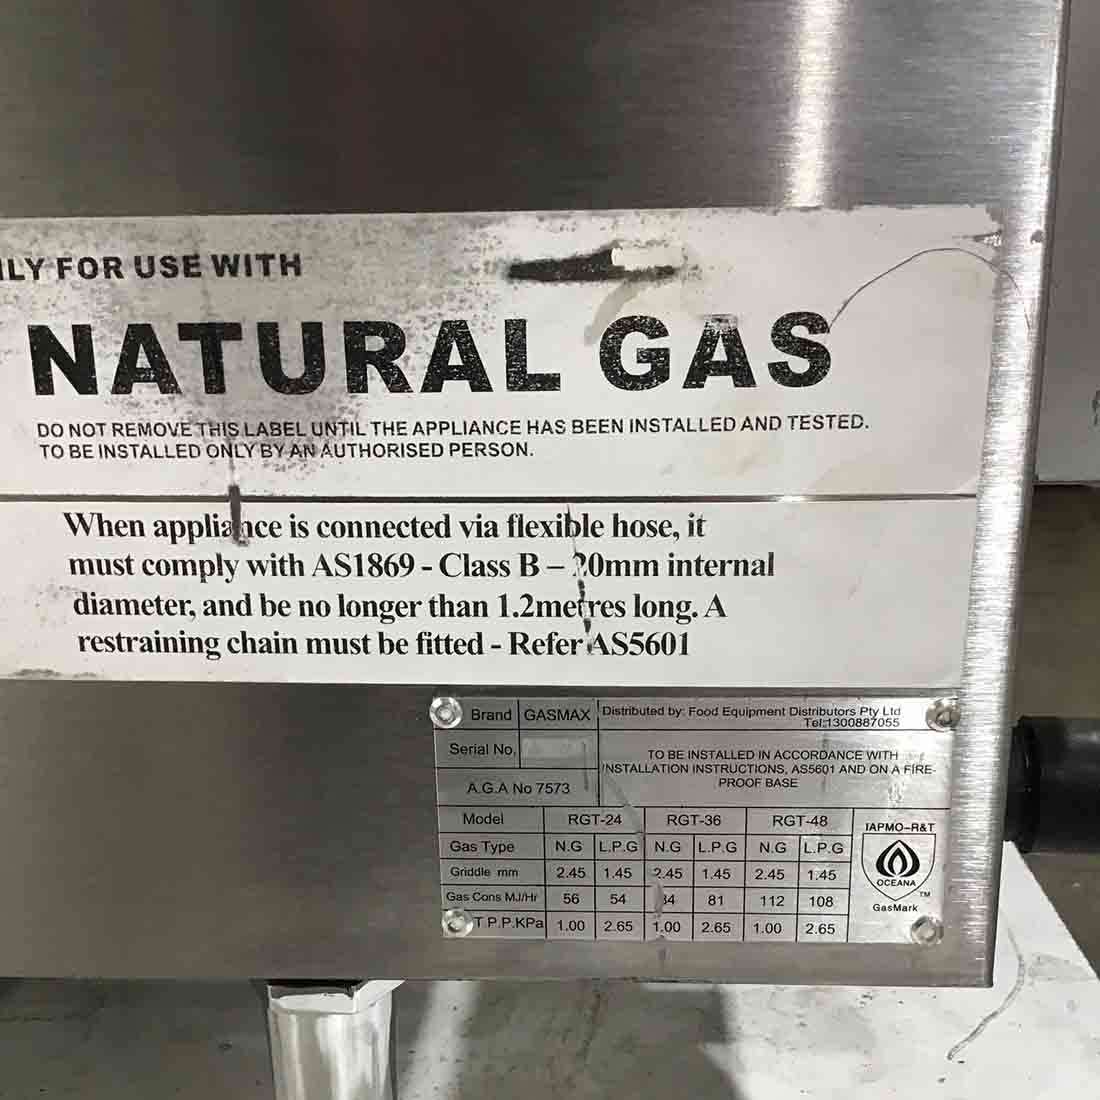 FOR USE WITH
NATURAL GAS
DO NOT REMOVE THIS LABEL UNTIL THE APPLIANCE HAS BEEN INSTALLED AND TESTED.
TO BE INSTALLED ONLY BY AN AUTHORISED PERSON.
When appliance is connected via flexible hose, it
must comply with AS1869 - Class B – 20mm internal
diameter, and be no longer than 1.2metres long. A
restraining chain must be fitted - Refer AS5601
Brand GASMAX Distributed by: Food Equipment Distributors Pty Ltd
Tel:1300887055
Serial No.
TO BE INSTALLED IN ACCORDANCE WITH
INSTALLATION INSTRUCTIONS, AS5601 AND ON A FIRE-
PROOF BASE
A.G.A No 7573
Model RGT-24 RGT-36 RGT-48
Gas Type N.G L.P.G N.G L.P.G N.G L.P.G
Griddle mm 2.45 1.45 2.45 1.45 2.45 1.45
Gas Cons MJ/Hr 56 54 84 81 112 108
T.P.P.KPa 1.00 2.65 1.00 2.65 1.00 2.65
IAPMO-R&T
OCEANA
TM
GasMark